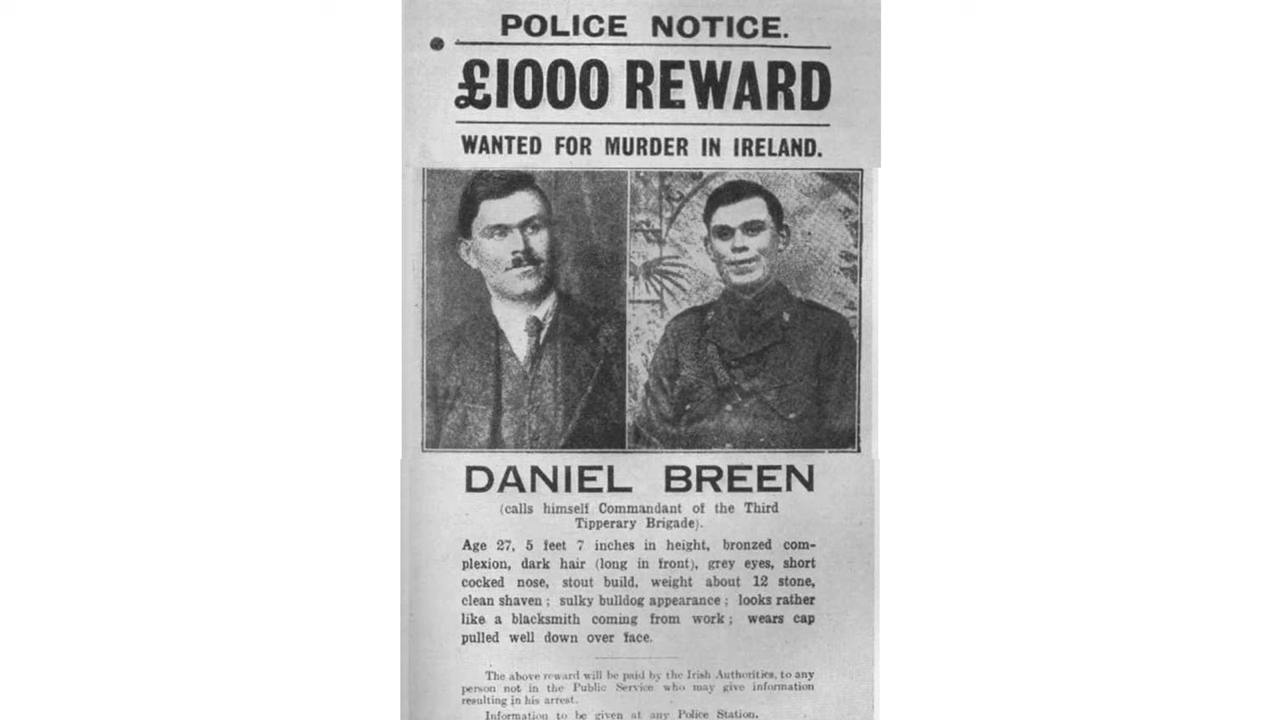 POLICE NOTICE.
£1000 REWARD
WANTED FOR MURDER IN IRELAND.
DANIEL BREEN
(calls himself Commandant of the Third
Tipperary Brigade).
Age 27, 5 feet 7 inches in height, bronzed com-
plexion, dark hair (long in front), grey eyes, short
cocked nose, stout build, weight about 12 stone,
clean shaven ; sulky bulldog appearance ; looks rather
like a blacksmith coming from work ; wears cap
pulled well down over face.
The above reward will be paid by the Irish Authorities, to any
person not in the Public Service who may give information
resulting in his arrest.
Information to be given at any Police Station.